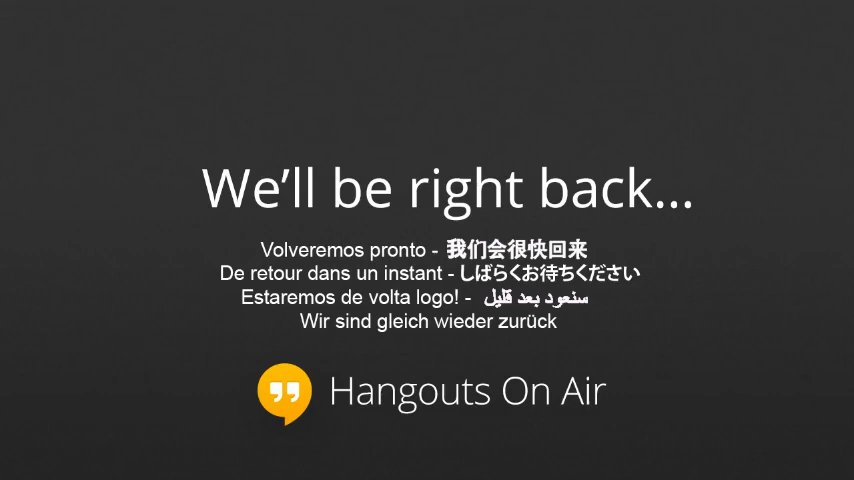 We'll be right back...
Volveremos pronto - 我们会很快回来
De retour dans un instant - しばらくお待ちください
Estaremos de volta logo! - سنعود بعد قليل
Wir sind gleich wieder zurück
Hangouts On Air